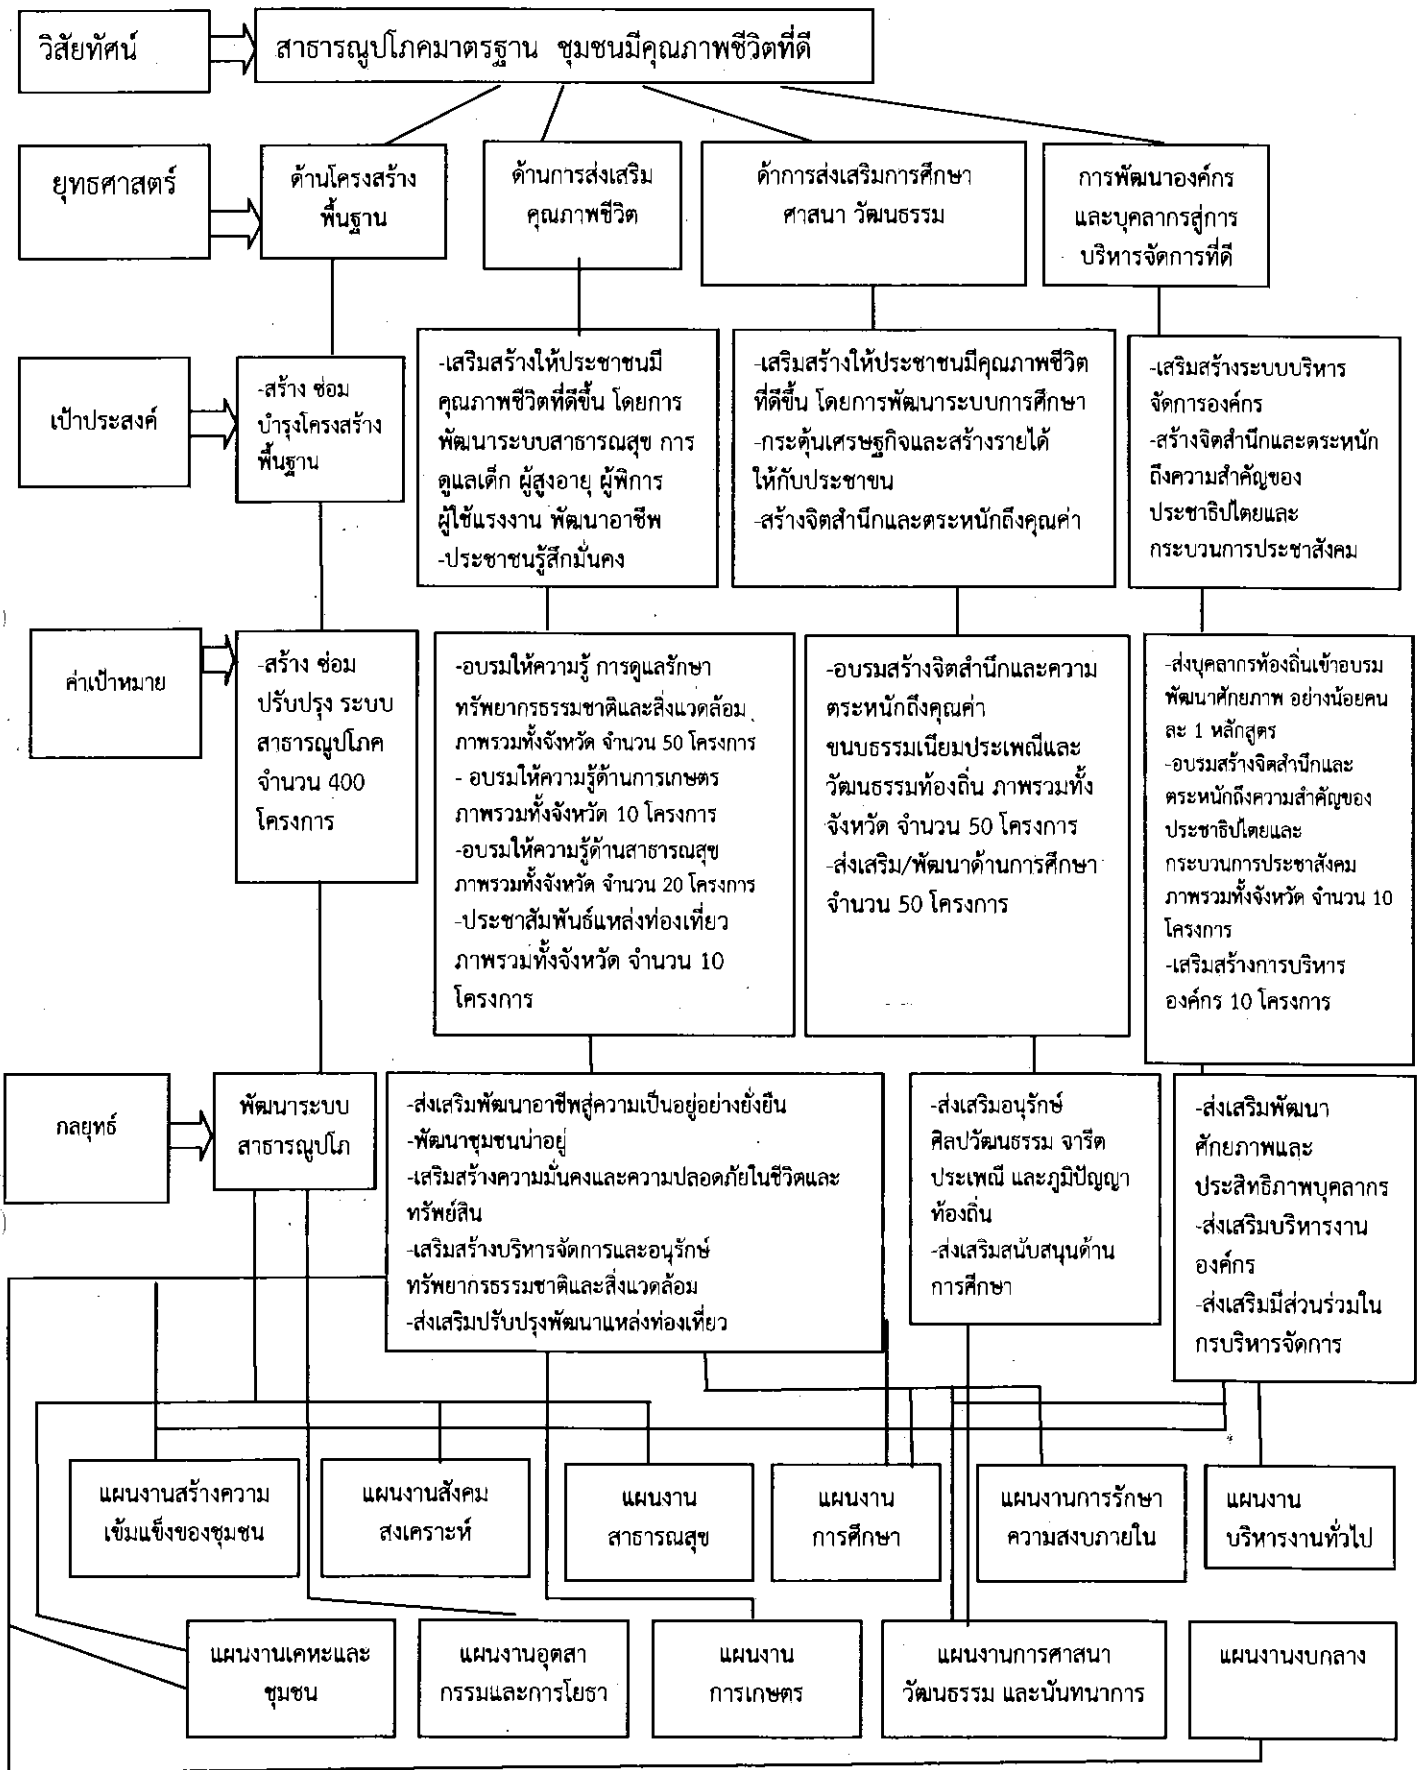 วิสัยทัศน์
สาธารณูปโภคมาตรฐาน ชุมชนมีคุณภาพชีวิตที่ดี
ยุทธศาสตร์
ด้านโครงสร้าง
พื้นฐาน
ด้านการส่งเสริม
คุณภาพชีวิต
ด้าการส่งเสริมการศึกษา
ศาสนา วัฒนธรรม
การพัฒนาองค์กร
และบุคลากรสู่การ
บริหารจัดการที่ดี
เป้าประสงค์
-สร้าง ซ่อม
บำรุงโครงสร้าง
พื้นฐาน
-เสริมสร้างให้ประชาชนมี
คุณภาพชีวิตที่ดีขึ้น โดยการ
พัฒนาระบบสาธารณสุข การ
ดูแลเด็ก ผู้สูงอายุ ผู้พิการ
ผู้ใช้แรงงาน พัฒนาอาชีพ
-ประชาชนรู้สึกมั่นคง
-เสริมสร้างให้ประชาชนมีคุณภาพชีวิต
ที่ดีขึ้น โดยการพัฒนาระบบการศึกษา
-กระตุ้นเศรษฐกิจและสร้างรายได้
ให้กับประชาขน
-สร้างจิตสำนึกและตระหนักถึงคุณค่า
-เสริมสร้างระบบบริหาร
จัดการองค์กร
-สร้างจิตสำนึกและตระหนัก
ถึงความสำคัญของ
ประชาธิปไตยและ
กระบวนการประชาสังคม
ค่าเป้าหมาย
-สร้าง ซ่อม
ปรับปรุง ระบบ
สาธารณูปโภค
จำนวน 400
โครงการ
-อบรมให้ความรู้ การดูแลรักษา
ทรัพยากรธรรมชาติและสิ่งแวดล้อม
ภาพรวมทั้งจังหวัด จำนวน 50 โครงการ
- อบรมให้ความรู้ด้านการเกษตร
ภาพรวมทั้งจังหวัด 10 โครงการ
-อบรมให้ความรู้ด้านสาธารณสุข
ภาพรวมทั้งจังหวัด จำนวน 20 โครงการ
-ประชาสัมพันธ์แหล่งท่องเที่ยว
ภาพรวมทั้งจังหวัด จำนวน 10
โครงการ
-อบรมสร้างจิตสำนึกและความ
ตระหนักถึงคุณค่า
ขนบธรรมเนียมประเพณีและ
วัฒนธรรมท้องถิ่น ภาพรวมทั้ง
จังหวัด จำนวน 50 โครงการ
-ส่งเสริม/พัฒนาด้านการศึกษา
จำนวน 50 โครงการ
-ส่งบุคลากรท้องถิ่นเข้าอบรม
พัฒนาศักยภาพ อย่างน้อยคน
ละ 1 หลักสูตร
-อบรมสร้างจิตสำนึกและ
ตระหนักถึงความสำคัญของ
ประชาธิปไตยและ
กระบวนการประชาสังคม
ภาพรวมทั้งจังหวัด จำนวน 10
โครงการ
-เสริมสร้างการบริหาร
องค์กร 10 โครงการ
กลยุทธ์
พัฒนาระบบ
สาธารณูปโภ
-ส่งเสริมพัฒนาอาชีพสู่ความเป็นอยู่อย่างยั่งยืน
-พัฒนาชุมชนน่าอยู่
-เสริมสร้างความมั่นคงและความปลอดภัยในชีวิตและ
ทรัพย์สิน
-เสริมสร้างบริหารจัดการและอนุรักษ์
ทรัพยากรธรรมชาติและสิ่งแวดล้อม
-ส่งเสริมปรับปรุงพัฒนาแหล่งท่องเที่ยว
-ส่งเสริมอนุรักษ์
ศิลปวัฒนธรรม จารีต
ประเพณี และภูมิปัญญา
ท้องถิ่น
-ส่งเสริมสนับสนุนด้าน
การศึกษา
-ส่งเสริมพัฒนา
ศักยภาพและ
ประสิทธิภาพบุคลากร
-ส่งเสริมบริหารงาน
องค์กร
-ส่งเสริมมีส่วนร่วมใน
กรบริหารจัดการ
แผนงานสร้างความ
เข้มแข็งของชุมชน
แผนงานสังคม
สงเคราะห์
แผนงาน
สาธารณสุข
แผนงาน
การศึกษา
แผนงานการรักษา
ความสงบภายใน
แผนงาน
บริหารงานทั่วไป
แผนงานเคหะและ
ชุมชน
แผนงานอุตสา
กรรมและการโยธา
แผนงาน
การเกษตร
แผนงานการศาสนา
วัฒนธรรม และนันทนาการ
แผนงานงบกลาง